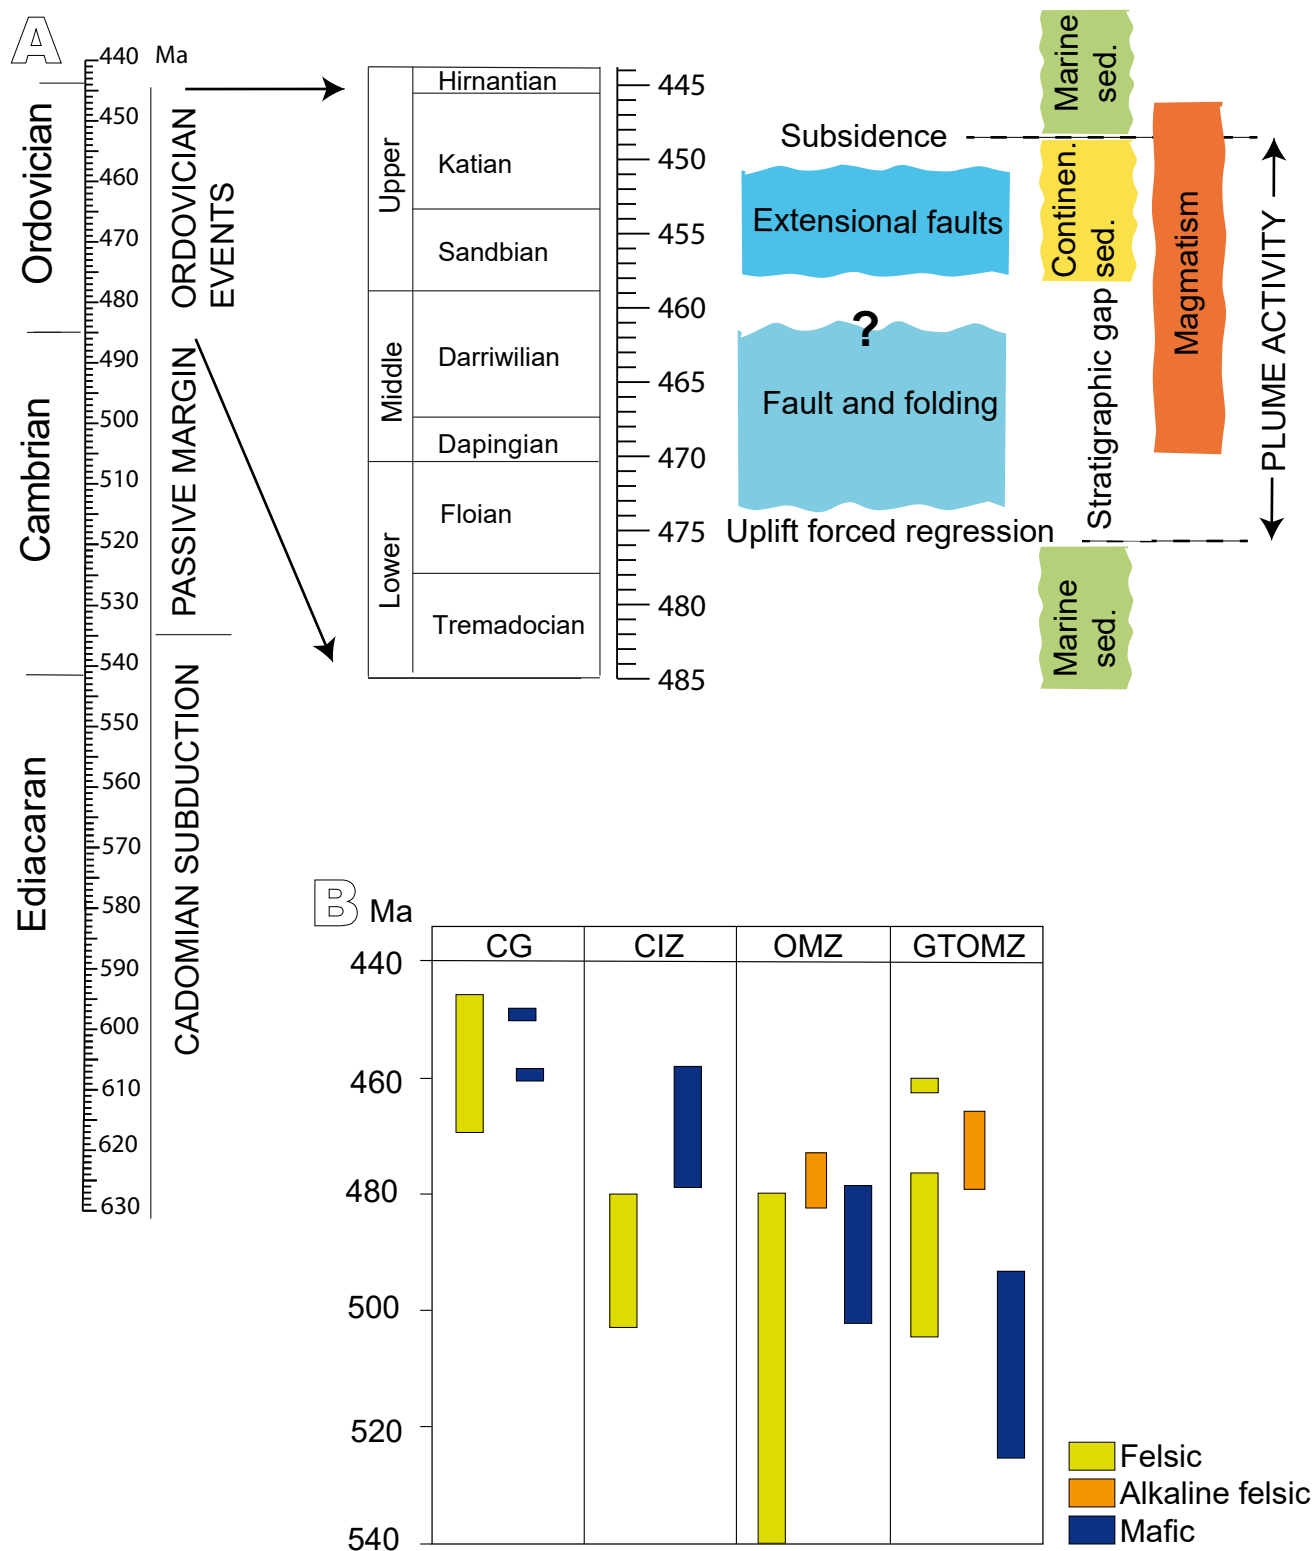 A
440 Ma
450
460
470
480
490
500
510
520
530
540
550
560
570
580
590
600
610
620
630
Ordovician
Cambrian
Ediacaran
ORDOVICIAN
EVENTS
PASSIVE MARGIN
CADOMIAN SUBDUCTION
Upper
Middle
Lower
Hirnantian
Katian
Sandbian
Darriwilian
Dapingian
Floian
Tremadocian
445
450
455
460
465
470
475
480
485
Subsidence
Extensional faults
?
Fault and folding
Uplift forced regression
Marine
sed.
Continen.
sed.
Stratigraphic gap
Marine
sed.
Magmatism
PLUME ACTIVITY
B
Ma
CG CIZ OMZ GTOMZ
440
460
480
500
520
540
Felsic
Alkaline felsic
Mafic